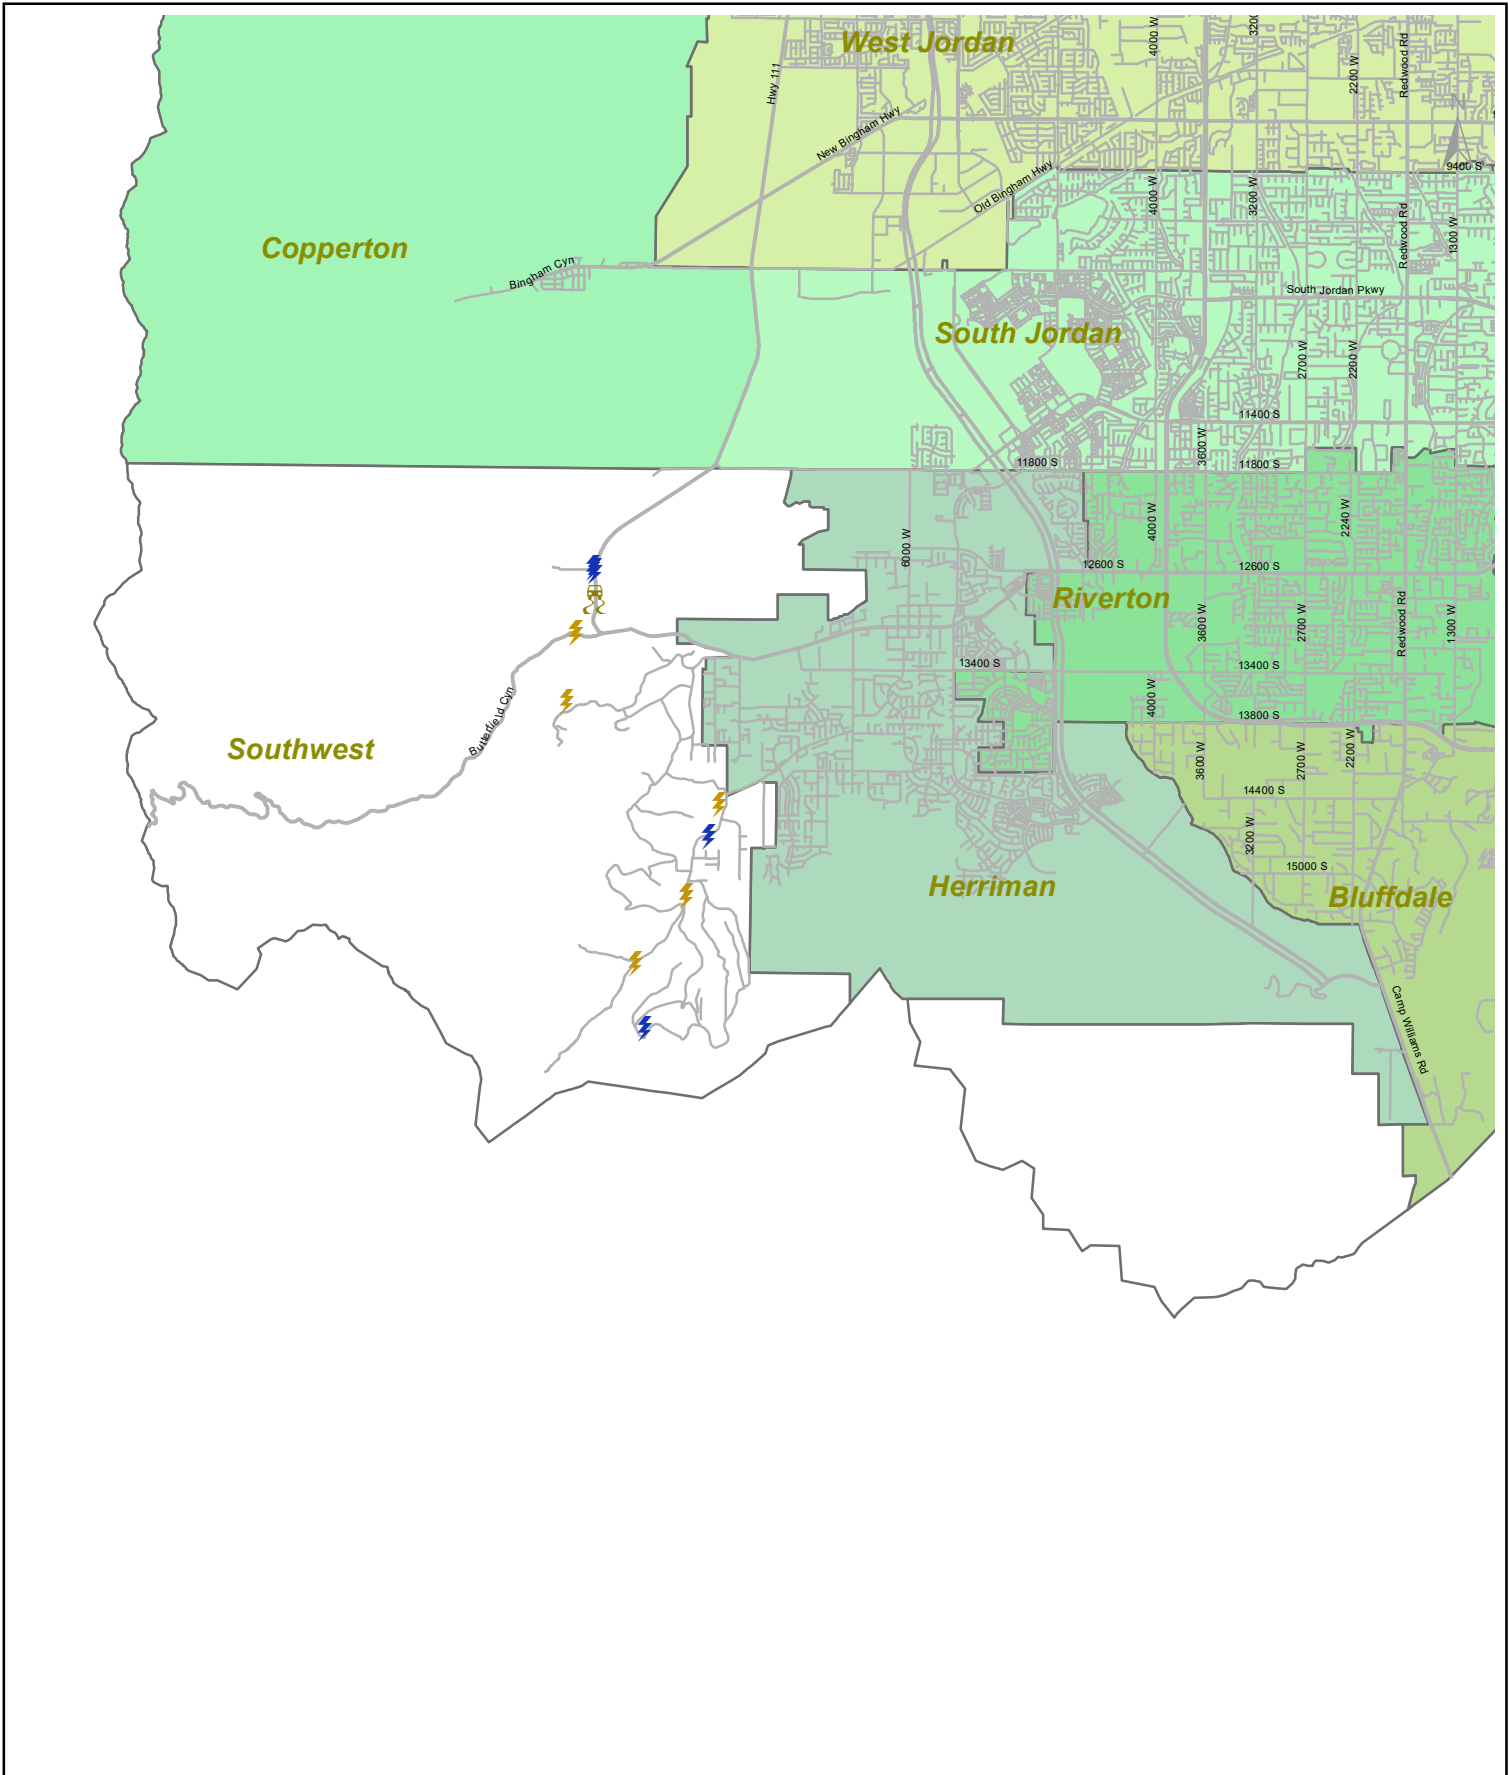 West Jordan
4000 W
3200
2200 W
Redwood Rd
Hwy 111
New Bingham Hwy
Old Bingham Hwy
9400 S
4000 W
3200 W
Redwood Rd
1300 W
Copperton
Bingham Cyn
South Jordan Pkwy
South Jordan
2700 W
2200 W
11400 S
3600 W
11800 S
11800 S
6000 W
4000 W
2240 W
12600 S
12600 S
Riverton
3600 W
2700 W
Redwood Rd
1300 W
13400 S
13400 S
4000 W
13800 S
Butterfield Cyn
Southwest
3600 W
2700 W
2200 W
14400 S
3200 W
15000 S
Herriman
Bluffdale
Camp Williams Rd